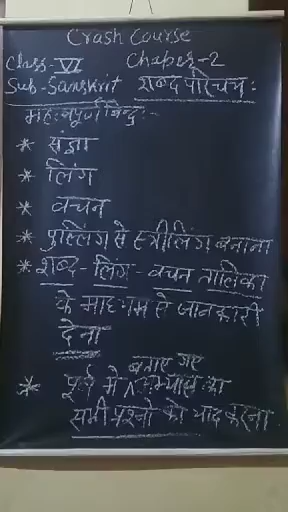 Crash Course
Class-VI Chapter-2
Sub-Sanskrit शब्द परिचय:
महत्वपूर्ण बिन्दु:-
* संज्ञा
* लिंग
* वचन
* पुल्लिंग से स्त्रीलिंग बनाना
* शब्द-लिंग-वचन तालिका
के माध्यम से जानकारी
देना
बताए गए
* पूर्व में ^ अभ्यास का
सभी प्रश्नो को याद करना